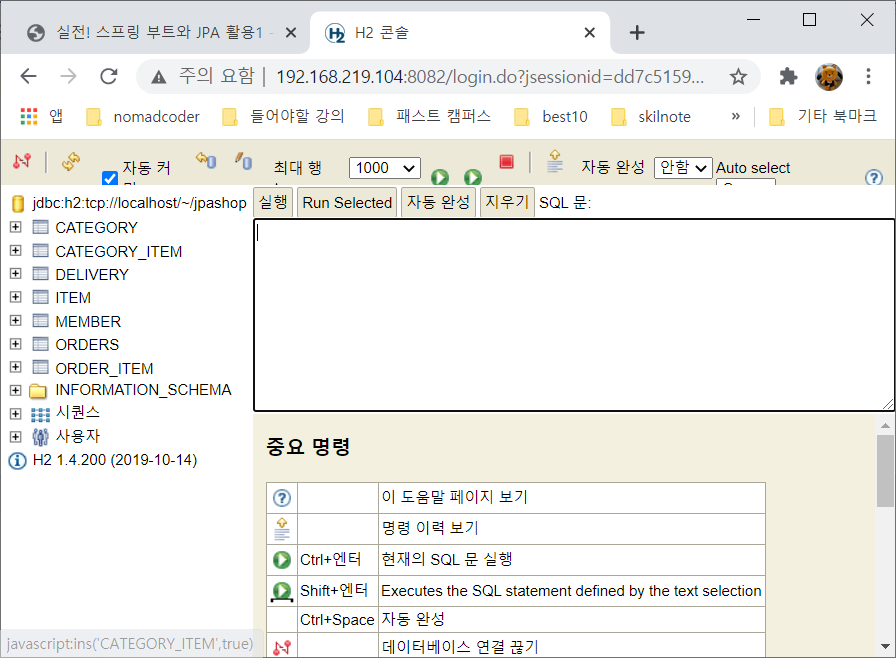 실전! 스프링 부트와 JPA 활용1 -
H2 콘솔
주의 요함 | 192.168.219.104:8082/login.do?jsessionid=dd7c5159...
앱 nomadcoder 들어야할 강의 패스트 캠퍼스 best10 skilnote » 기타 북마크
자동 커 최대 행 1000 자동 완성 안함 Auto select
jdbc:h2:tcp://localhost/~/jpashop
실행 Run Selected 자동 완성 지우기 SQL 문:
CATEGORY
CATEGORY_ITEM
DELIVERY
ITEM
MEMBER
ORDERS
ORDER_ITEM
INFORMATION_SCHEMA
시퀀스
사용자
H2 1.4.200 (2019-10-14)
중요 명령
이 도움말 페이지 보기
명령 이력 보기
Ctrl+엔터 현재의 SQL 문 실행
Shift+엔터 Executes the SQL statement defined by the text selection
Ctrl+Space 자동 완성
데이터베이스 연결 끊기
javascript:ins('CATEGORY_ITEM',true)